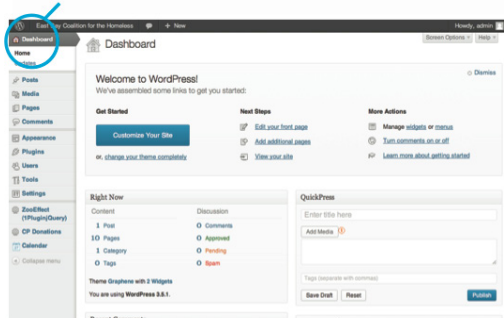 East Bay Coalition for the Homeless + New Howdy, admin
Dashboard
Home
Updates
Posts
Media
Pages
Comments
Appearance
Plugins
Users
Tools
Settings
ZooEffect
(1Plugin jQuery)
CP Donations
Calendar
Collapse menu
Screen Options Help
Dashboard
Dismiss
Welcome to WordPress!
We've assembled some links to get you started:
Get Started
Customize Your Site
or, change your theme completely
Next Steps
Edit your front page
Add additional pages
View your site
More Actions
Manage widgets or menus
Turn comments on or off
Learn more about getting started
Right Now
Content Discussion
1 Post 0 Comments
10 Pages 0 Approved
1 Category 0 Pending
0 Tags 0 Spam
Theme Graphene with 2 Widgets
You are using WordPress 3.5.1.
QuickPress
Enter title here
Add Media
Tags (separate with commas)
Save Draft Reset Publish